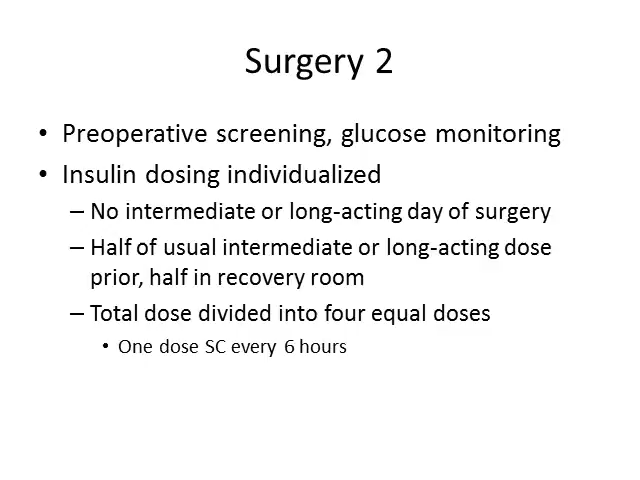 Surgery 2
• Preoperative screening, glucose monitoring
• Insulin dosing individualized
– No intermediate or long-acting day of surgery
– Half of usual intermediate or long-acting dose
prior, half in recovery room
– Total dose divided into four equal doses
• One dose SC every 6 hours